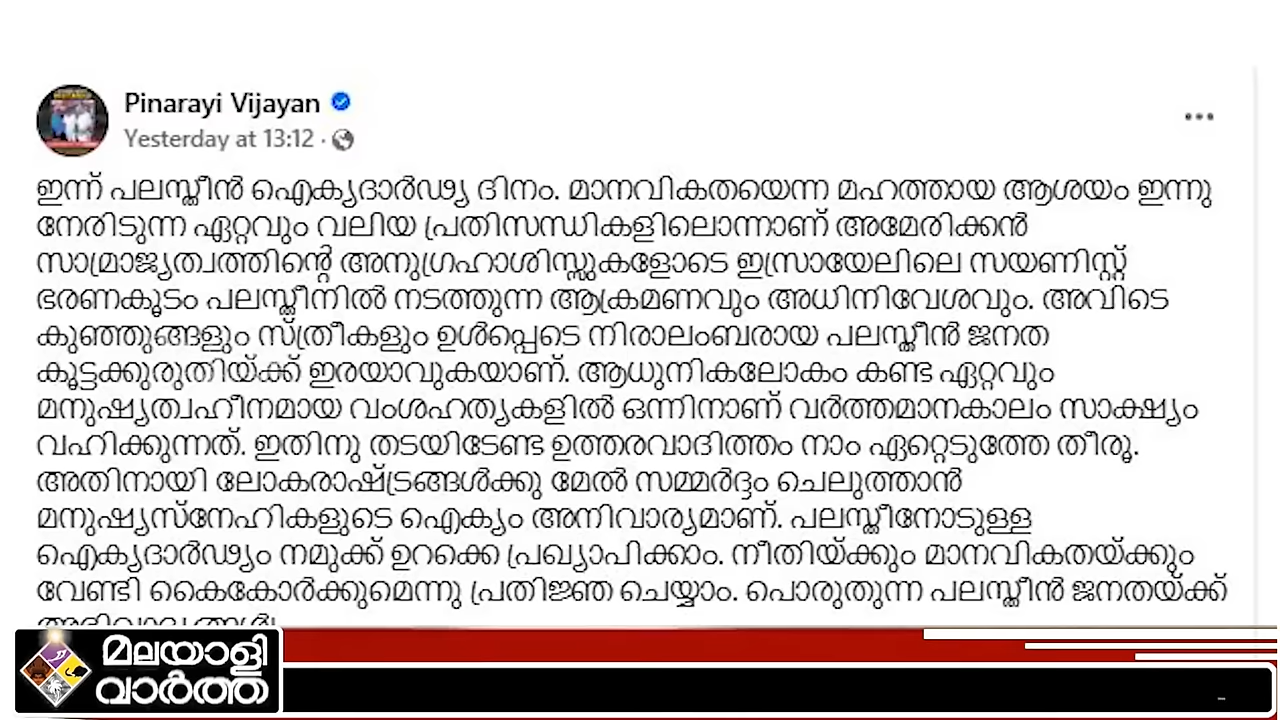 Pinarayi Vijayan
Yesterday at 13:12 ·
ഇന്ന് പലസ്തീൻ ഐക്യദാർഢ്യ ദിനം. മാനവികതയെന്ന മഹത്തായ ആശയം ഇന്നു
നേരിടുന്ന ഏറ്റവും വലിയ പ്രതിസന്ധികളിലൊന്നാണ് അമേരിക്കൻ
സാമ്രാജ്യത്വത്തിന്റെ അനുഗ്രഹാശിസ്സുകളോടെ ഇസ്രായേലിലെ സയണിസ്റ്റ്
ഭരണകൂടം പലസ്തീനിൽ നടത്തുന്ന ആക്രമണവും അധിനിവേശവും. അവിടെ
കുഞ്ഞുങ്ങളും സ്ത്രീകളും ഉൾപ്പെടെ നിരാലംബരായ പലസ്തീൻ ജനത
കൂട്ടക്കുരുതിയ്ക്ക് ഇരയാവുകയാണ്. ആധുനികലോകം കണ്ട ഏറ്റവും
മനുഷ്യത്വഹീനമായ വംശഹത്യകളിൽ ഒന്നിനാണ് വർത്തമാനകാലം സാക്ഷ്യം
വഹിക്കുന്നത്. ഇതിനു തടയിടേണ്ട ഉത്തരവാദിത്തം നാം ഏറ്റെടുത്തേ തീരൂ.
അതിനായി ലോകരാഷ്ട്രങ്ങൾക്കു മേൽ സമ്മർദ്ദം ചെലുത്താൻ
മനുഷ്യസ്നേഹികളുടെ ഐക്യം അനിവാര്യമാണ്. പലസ്തീനോടുള്ള
ഐക്യദാർഢ്യം നമുക്ക് ഉറക്കെ പ്രഖ്യാപിക്കാം. നീതിയ്ക്കും മാനവികതയ്ക്കും
വേണ്ടി കൈകോർക്കുമെന്നു പ്രതിജ്ഞ ചെയ്യാം. പൊരുതുന്ന പലസ്തീൻ ജനതയ്ക്ക്
മലയാളി
വാർത്ത